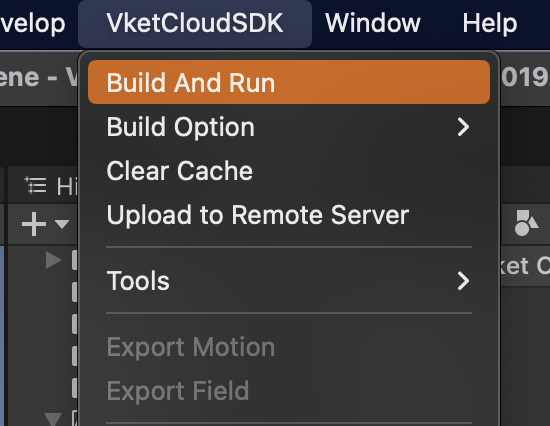 velop VketCloudSDK Window Help
ene - V 2019.
Build And Run
Build Option
Clear Cache
Hi
Upload to Remote Server
Tools
ket C
Export Motion
Export Field